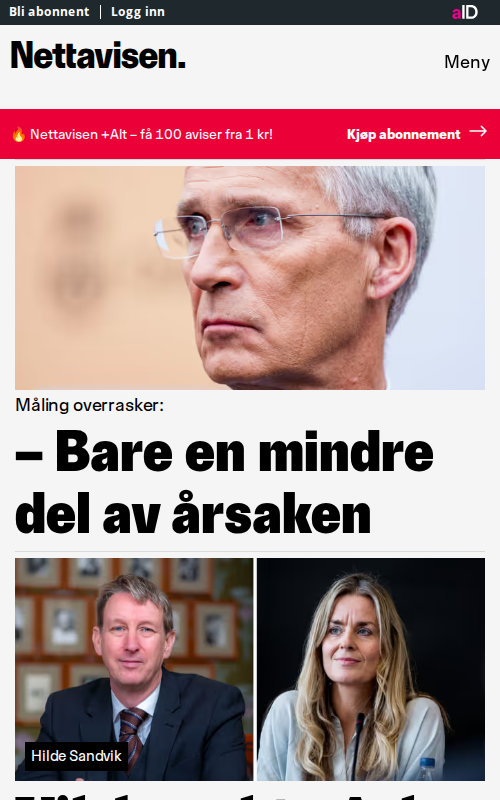 Bli abonnent | Logg inn
aID
Nettavisen.
Meny
🔥 Nettavisen +Alt – få 100 aviser fra 1 kr!
Kjøp abonnement →
Måling overrasker:
– Bare en mindre
del av årsaken
Hilde Sandvik